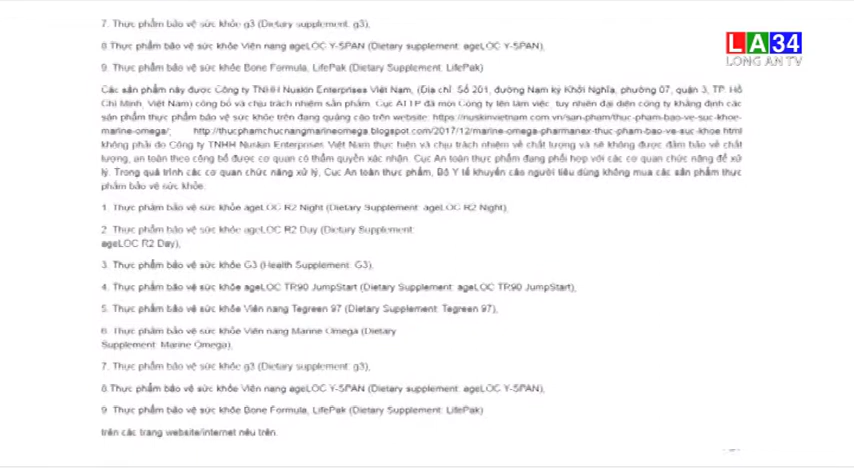 7. Thực phẩm bảo vệ sức khỏe g3 (Dietary supplement: g3),
LA34
LONG AN TV
8.Thực phẩm bảo vệ sức khỏe Viên nang ageLOC Y-SPAN (Dietary supplement: ageLOC Y-SPAN),
9. Thực phẩm bảo vệ sức khỏe Bone Formula, LifePak (Dietary Supplement: LifePak)
Các sản phẩm này được Công ty TNHH Nuskin Enterprises Việt Nam, (Địa chỉ: Số 201, đường Nam kỳ Khởi Nghĩa, phường 07, quận 3, TP. Hồ
Chí Minh, Việt Nam) công bố và chịu trách nhiệm sản phẩm. Cục ATTP đã mời Công ty lên làm việc, tuy nhiên đại diện công ty khẳng định các
sản phẩm thực phẩm bảo vệ sức khỏe trên đang quảng cáo trên website: https://nuskinvietnam.com.vn/san-pham/thuc-pham-bao-ve-suc-khoe-
marine-omega/; http://thucphamchucnangmarineomega.blogspot.com/2017/12/marine-omega-pharmanex-thuc-pham-bao-ve-suc-khoe.html
không phải do Công ty TNHH Nuskin Enterprises Việt Nam thực hiện và chịu trách nhiệm về chất lượng và sẽ không được đảm bảo về chất
lượng, an toàn theo công bố được cơ quan có thẩm quyền xác nhận. Cục An toàn thực phẩm đang phối hợp với các cơ quan chức năng để xử
lý. Trong quá trình các cơ quan chức năng xử lý, Cục An toàn thực phẩm, Bộ Y tế khuyến cáo người tiêu dùng không mua các sản phẩm thực
phẩm bảo vệ sức khỏe:
1. Thực phẩm bảo vệ sức khỏe ageLOC R2 Night (Dietary Supplement: ageLOC R2 Night),
2. Thực phẩm bảo vệ sức khỏe ageLOC R2 Day (Dietary Supplement:
ageLOC R2 Day),
3. Thực phẩm bảo vệ sức khỏe G3 (Health Supplement: G3),
4. Thực phẩm bảo vệ sức khỏe ageLOC TR90 JumpStart (Dietary Supplement: ageLOC TR90 JumpStart),
5. Thực phẩm bảo vệ sức khỏe Viên nang Tegreen 97 (Dietary Supplement: Tegreen 97),
6. Thực phẩm bảo vệ sức khỏe Viên nang Marine Omega (Dietary
Supplement: Marine Omega),
7. Thực phẩm bảo vệ sức khỏe g3 (Dietary supplement: g3),
8.Thực phẩm bảo vệ sức khỏe Viên nang ageLOC Y-SPAN (Dietary supplement: ageLOC Y-SPAN),
9. Thực phẩm bảo vệ sức khỏe Bone Formula, LifePak (Dietary Supplement: LifePak)
trên các trang website/internet nêu trên.